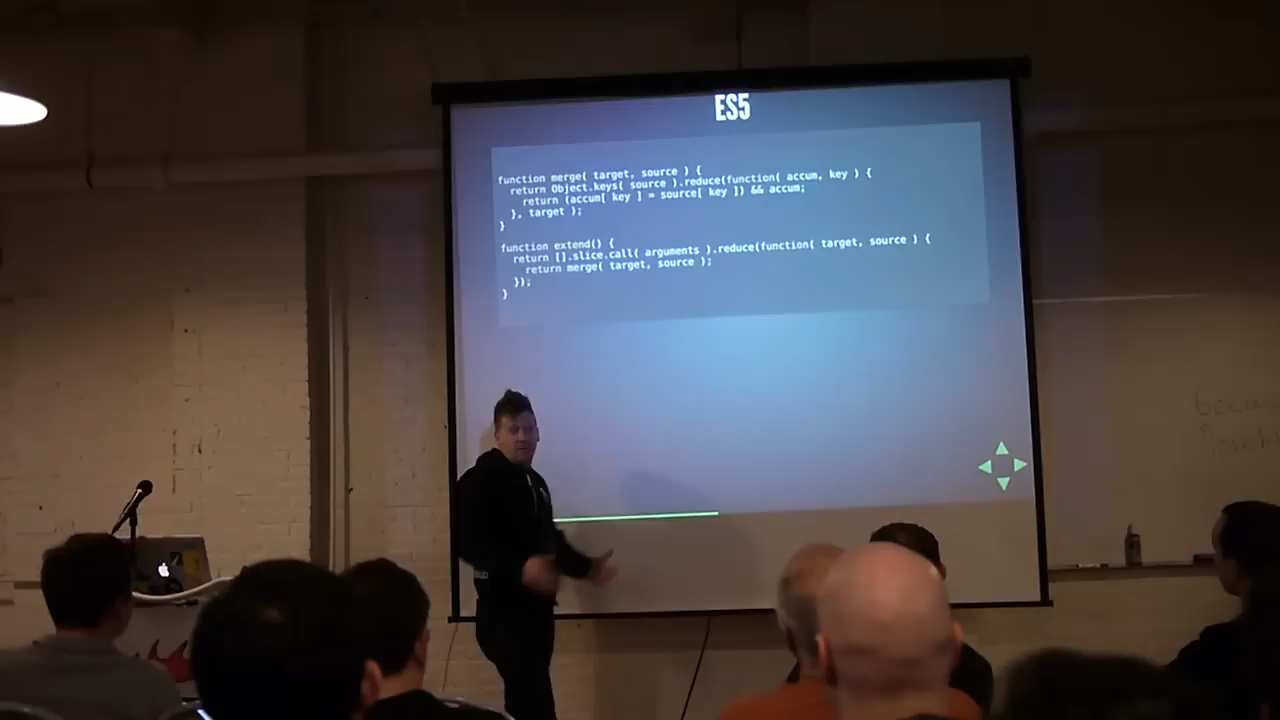 ES5
function merge( target, source ) {
return Object.keys( source ).reduce(function( accum, key ) {
return (accum[ key ] = source[ key ]) && accum;
}, target );
}
function extend() {
return [].slice.call( arguments ).reduce(function( target, source ) {
return merge( target, source );
});
}